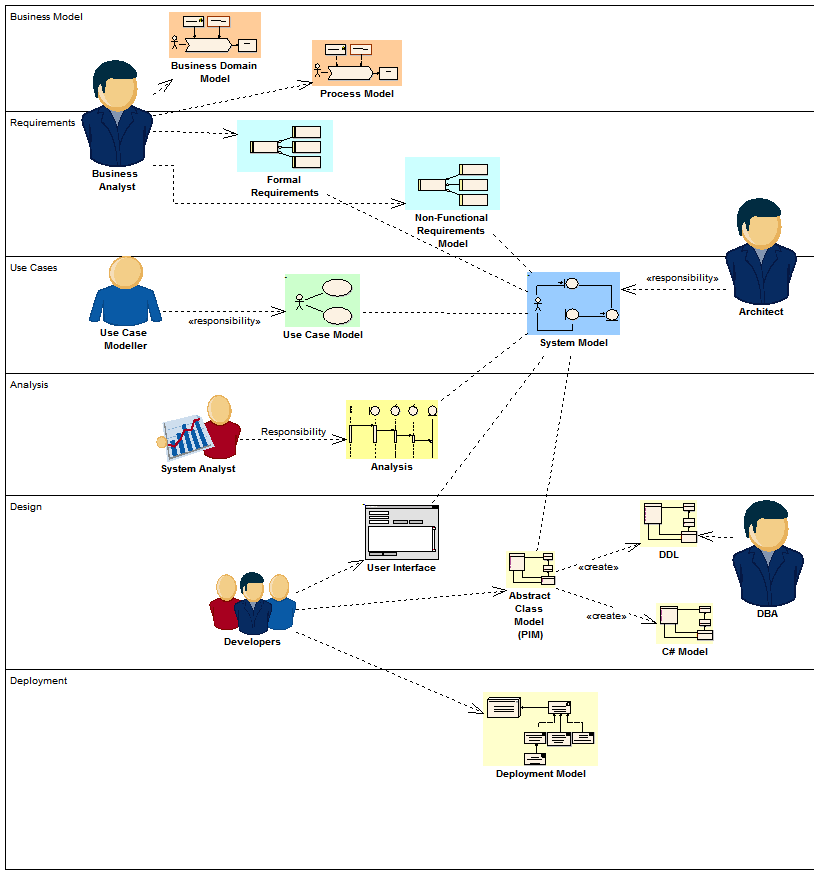 Business Model
Business Domain
Model
Process Model
Requirements
Business
Analyst
Formal
Requirements
Non-Functional
Requirements
Model
Use Cases
«responsibility»
Architect
«responsibility»
Use Case
Modeller
Use Case Model
System Model
Analysis
Responsibility
System Analyst
Analysis
Design
User Interface
DDL
«create»
Abstract
Class
Model
(PIM)
«create»
DBA
Developers
C# Model
Deployment
Deployment Model